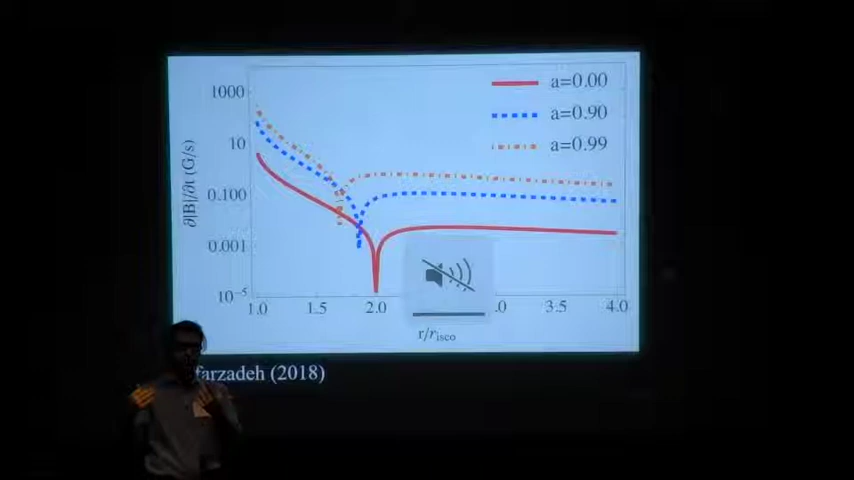 1000
10
0.100
0.001
10⁻⁵
∂|B|/∂t (G/s)
a=0.00
a=0.90
a=0.99
1.0 1.5 2.0 .0 3.5 4.0
r/r_isco
farzadeh (2018)